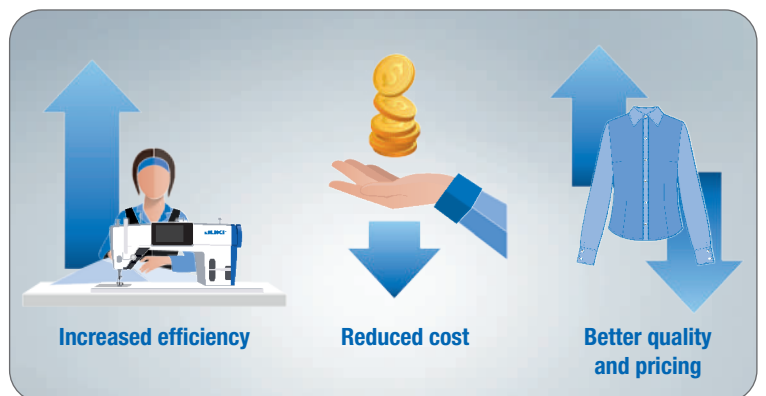 JUKI
Increased efficiency
Reduced cost
Better quality
and pricing